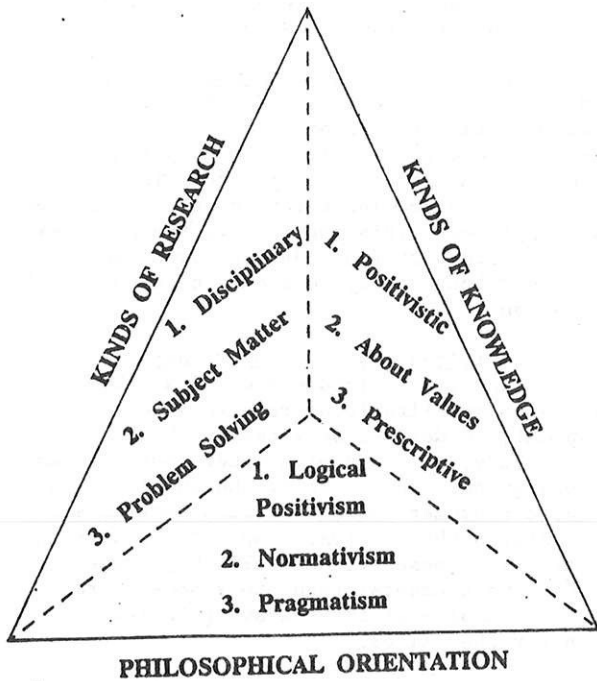 KINDS OF RESEARCH
1. Disciplinary
2. Subject Matter
3. Problem Solving
KINDS OF KNOWLEDGE
1. Positivistic
2. About Values
3. Prescriptive
1. Logical
Positivism
2. Normativism
3. Pragmatism
PHILOSOPHICAL ORIENTATION